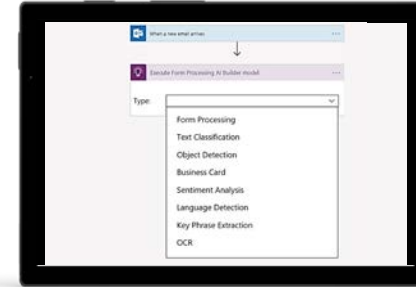 When a new email arrives
Execute Form Processing AI Builder model
Type:
Form Processing
Text Classification
Object Detection
Business Card
Sentiment Analysis
Language Detection
Key Phrase Extraction
OCR